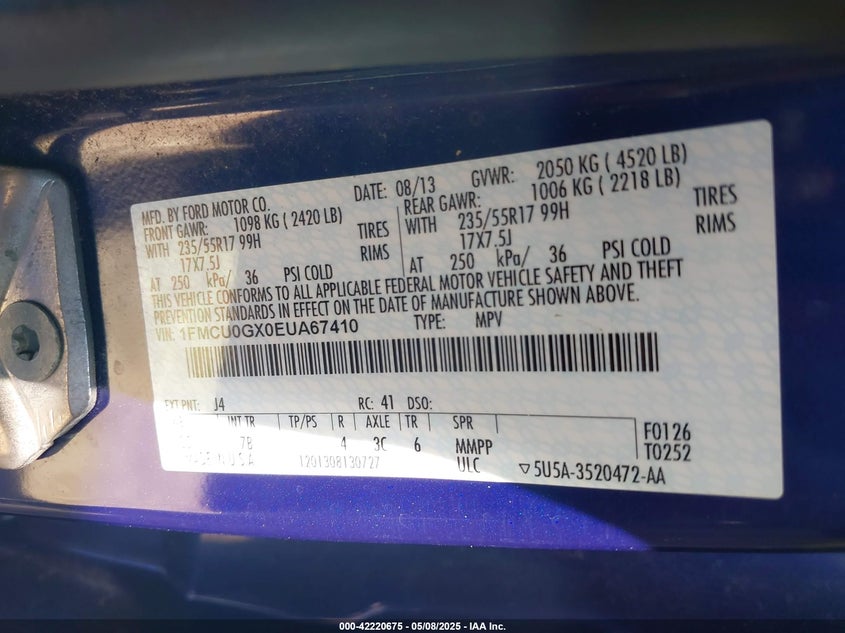 MFD. BY FORD MOTOR CO. DATE: 08/13 GVWR: 2050 KG ( 4520 LB)
FRONT GAWR: 1098 KG ( 2420 LB) REAR GAWR: 1006 KG ( 2218 LB)
WITH 235/55R17 99H TIRES WITH 235/55R17 99H TIRES
17X7.5J RIMS 17X7.5J RIMS
AT 250 kPa/ 36 PSI COLD AT 250 kPa/ 36 PSI COLD
THIS VEHICLE CONFORMS TO ALL APPLICABLE FEDERAL MOTOR VEHICLE SAFETY AND THEFT
PREVENTION STANDARDS IN EFFECT ON THE DATE OF MANUFACTURE SHOWN ABOVE.
VIN: 1FMCU0GX0EUA67410 TYPE: MPV
EXT PNT: J4 RC: 41 DSO:
INT TR TP/PS R AXLE TR SPR F0126
7B 4 3C 6 MMPP T0252
MADE IN U.S.A 1201308130727 ULC ▽5U5A-3520472-AA
000-42220675 - 05/08/2025 - IAA Inc.